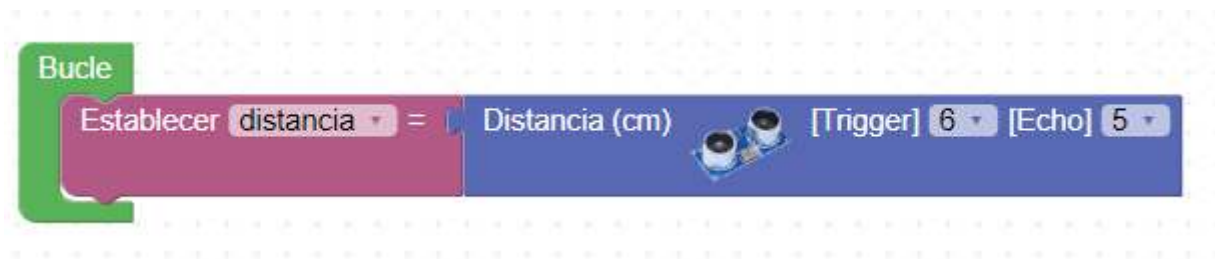 Bucle
Establecer distancia = Distancia (cm) [Trigger] 6 [Echo] 5